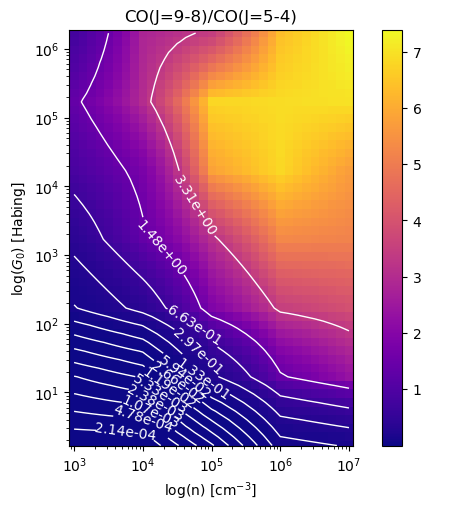 CO(J=9-8)/CO(J=5-4)
10⁶
10⁵
10⁴
10³
10²
10¹
log(G₀) [Habing]
3.31e+00
1.48e+00
6.63e-01
2.97e-01
1.33e-01
4.78e-04
2.14e-04
10³
10⁴
10⁵
10⁶
10⁷
log(n) [cm⁻³]
7
6
5
4
3
2
1